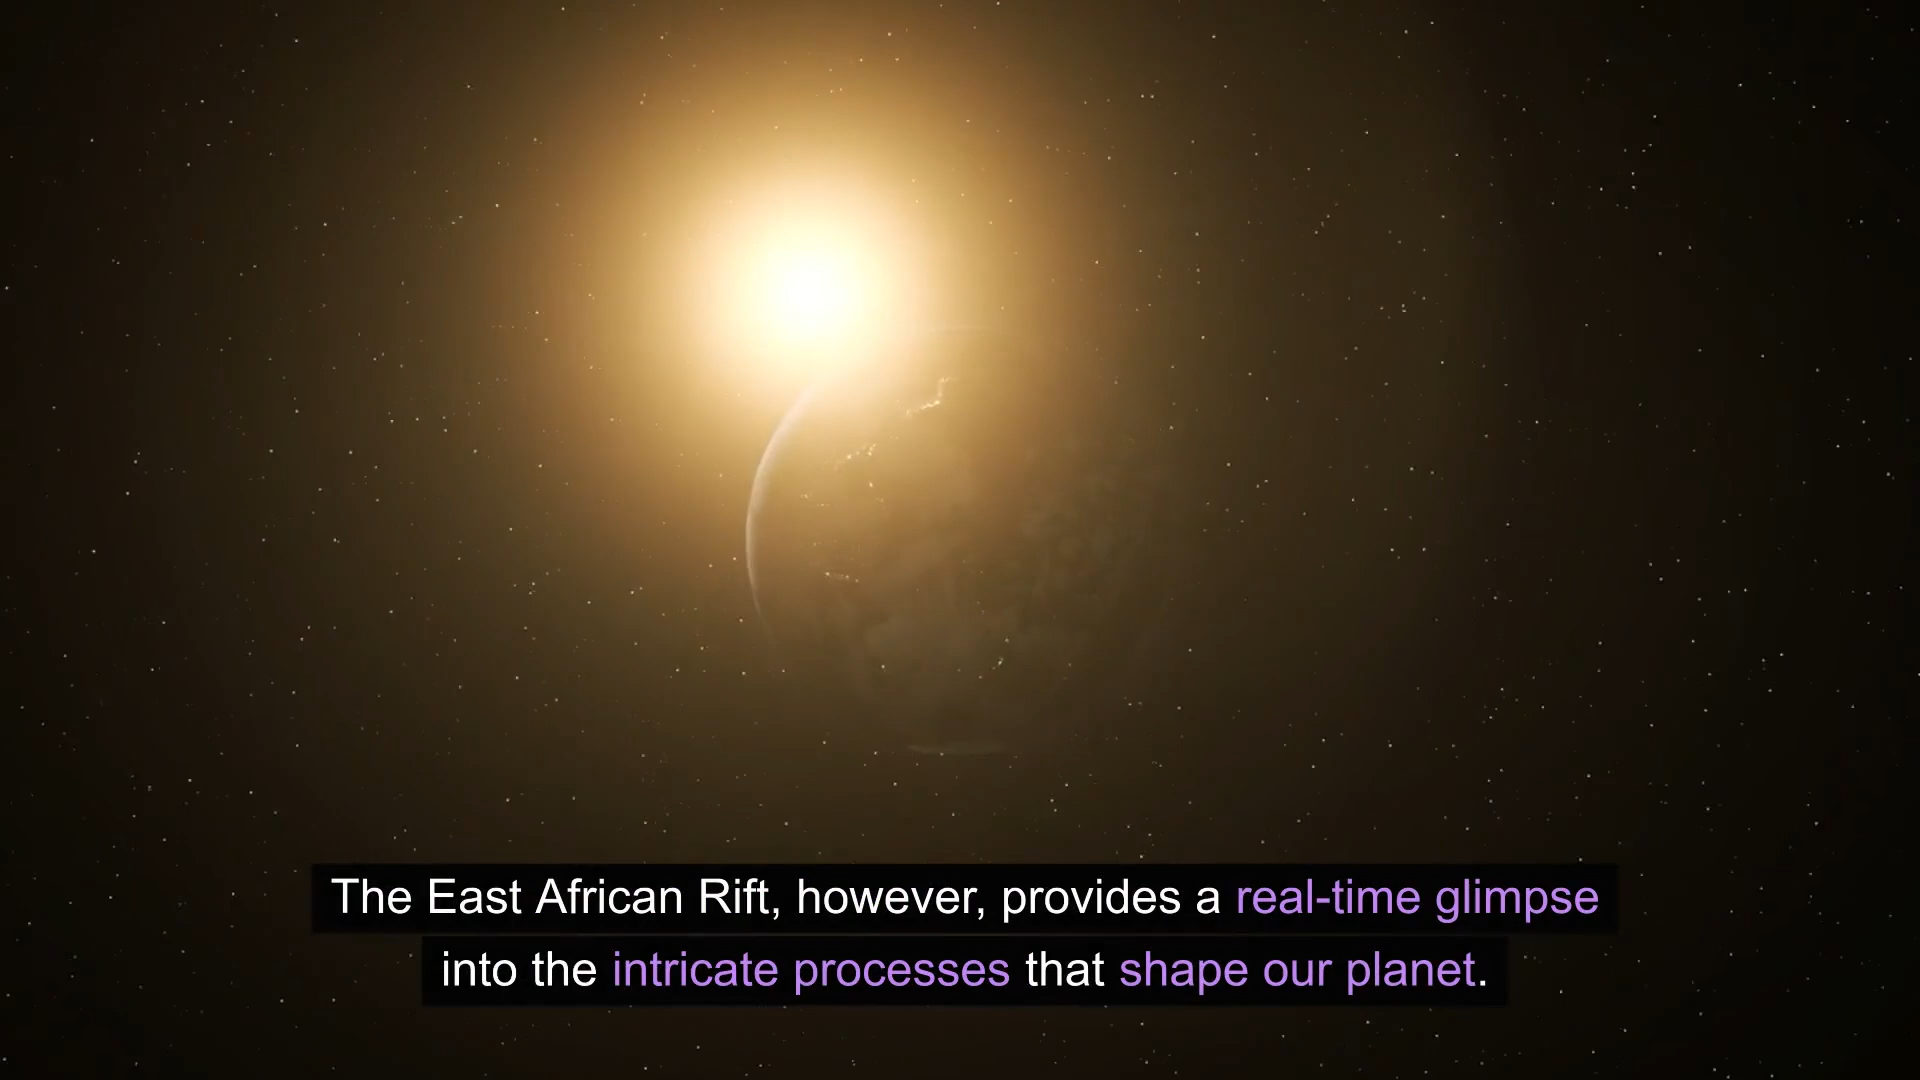 The East African Rift, however, provides a real-time glimpse
into the intricate processes that shape our planet.